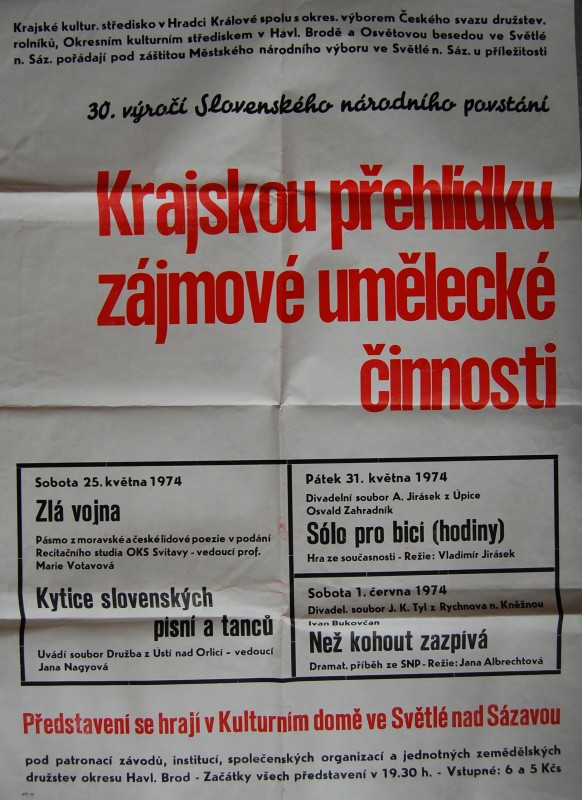 Krajské kultur. středisko v Hradci Králové spolu s okres. výborem Českého svazu družstev.
rolníků, Okresním kulturním střediskem v Havl. Brodě a Osvětovou besedou ve Světlé
n. Sáz. pořádají pod záštitou Městského národního výboru ve Světlé n. Sáz. u příležitosti
30. výročí Slovenského národního povstání
Krajskou přehlídku
zájmové umělecké
činnosti
Sobota 25. května 1974
Zlá vojna
Pásmo z moravské a české lidové poezie v podání
Recitačního studia OKS Svitavy - vedoucí prof.
Marie Votavová
Kytice slovenských
písní a tanců
Uvádí soubor Družba z Ústí nad Orlicí - vedoucí
Jana Nagyová
Pátek 31. května 1974
Divadelní soubor A. Jirásek z Úpice
Osvald Zahradník
Sólo pro bicí (hodiny)
Hra ze současnosti - Režie: Vladimír Jirásek
Sobota 1. června 1974
Divadel. soubor J. K. Tyl z Rychnova n. Kněžnou
Ivan Bukovčan
Než kohout zazpívá
Dramat. příběh ze SNP - Režie: Jana Albrechtová
Představení se hrají v Kulturním domě ve Světlé nad Sázavou
pod patronací závodů, institucí, společenských organizací a jednotných zemědělských
družstev okresu Havl. Brod - Začátky všech představení v 19.30 h. - Vstupné: 6 a 5 Kčs